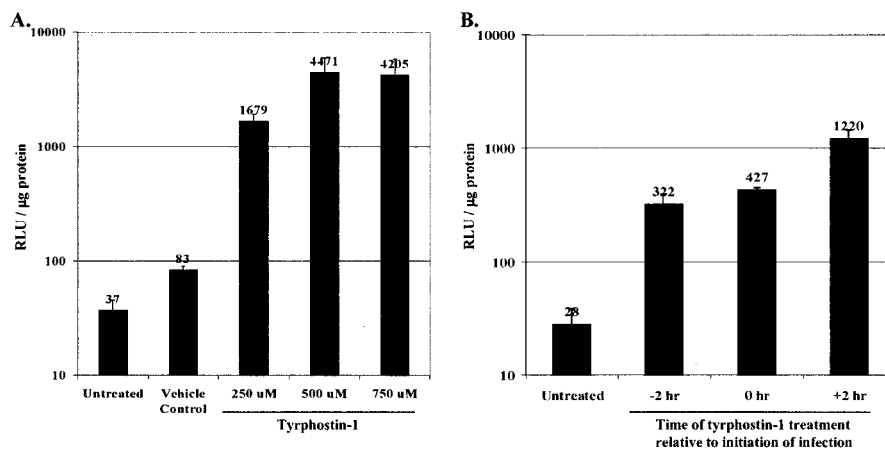 A.
10000
1000
100
10
RLU / µg protein
37
83
1679
4471
4205
Untreated
Vehicle
Control
250 uM
500 uM
750 uM
Tyrphostin-1
B.
10000
1000
100
10
RLU / µg protein
28
322
427
1220
Untreated
-2 hr
0 hr
+2 hr
Time of tyrphostin-1 treatment
relative to initiation of infection